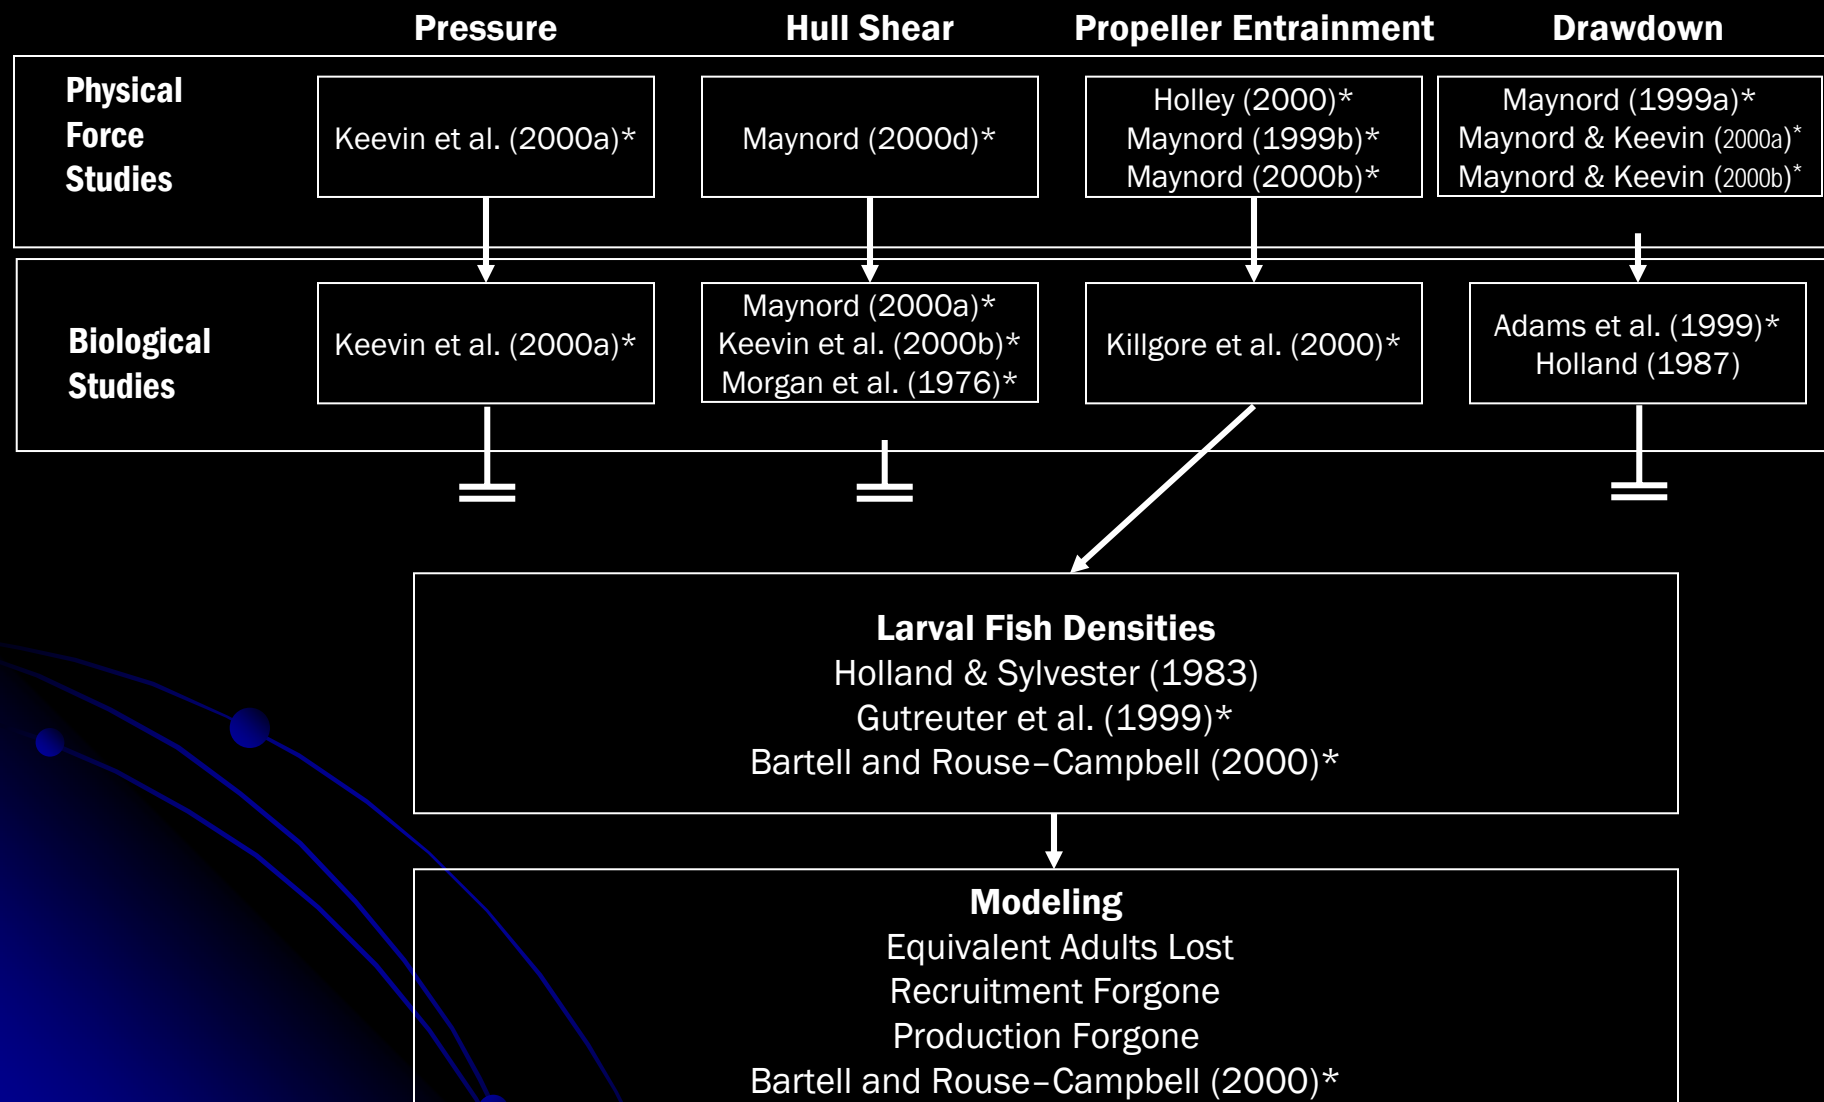 Pressure
Hull Shear
Propeller Entrainment
Drawdown
Physical
Force
Studies
Keevin et al. (2000a)*
Maynord (2000d)*
Holley (2000)*
Maynord (1999b)*
Maynord (2000b)*
Maynord (1999a)*
Maynord & Keevin (2000a)*
Maynord & Keevin (2000b)*
Biological
Studies
Keevin et al. (2000a)*
Maynord (2000a)*
Keevin et al. (2000b)*
Morgan et al. (1976)*
Killgore et al. (2000)*
Adams et al. (1999)*
Holland (1987)
Larval Fish Densities
Holland & Sylvester (1983)
Gutreuter et al. (1999)*
Bartell and Rouse–Campbell (2000)*
Modeling
Equivalent Adults Lost
Recruitment Forgone
Production Forgone
Bartell and Rouse–Campbell (2000)*